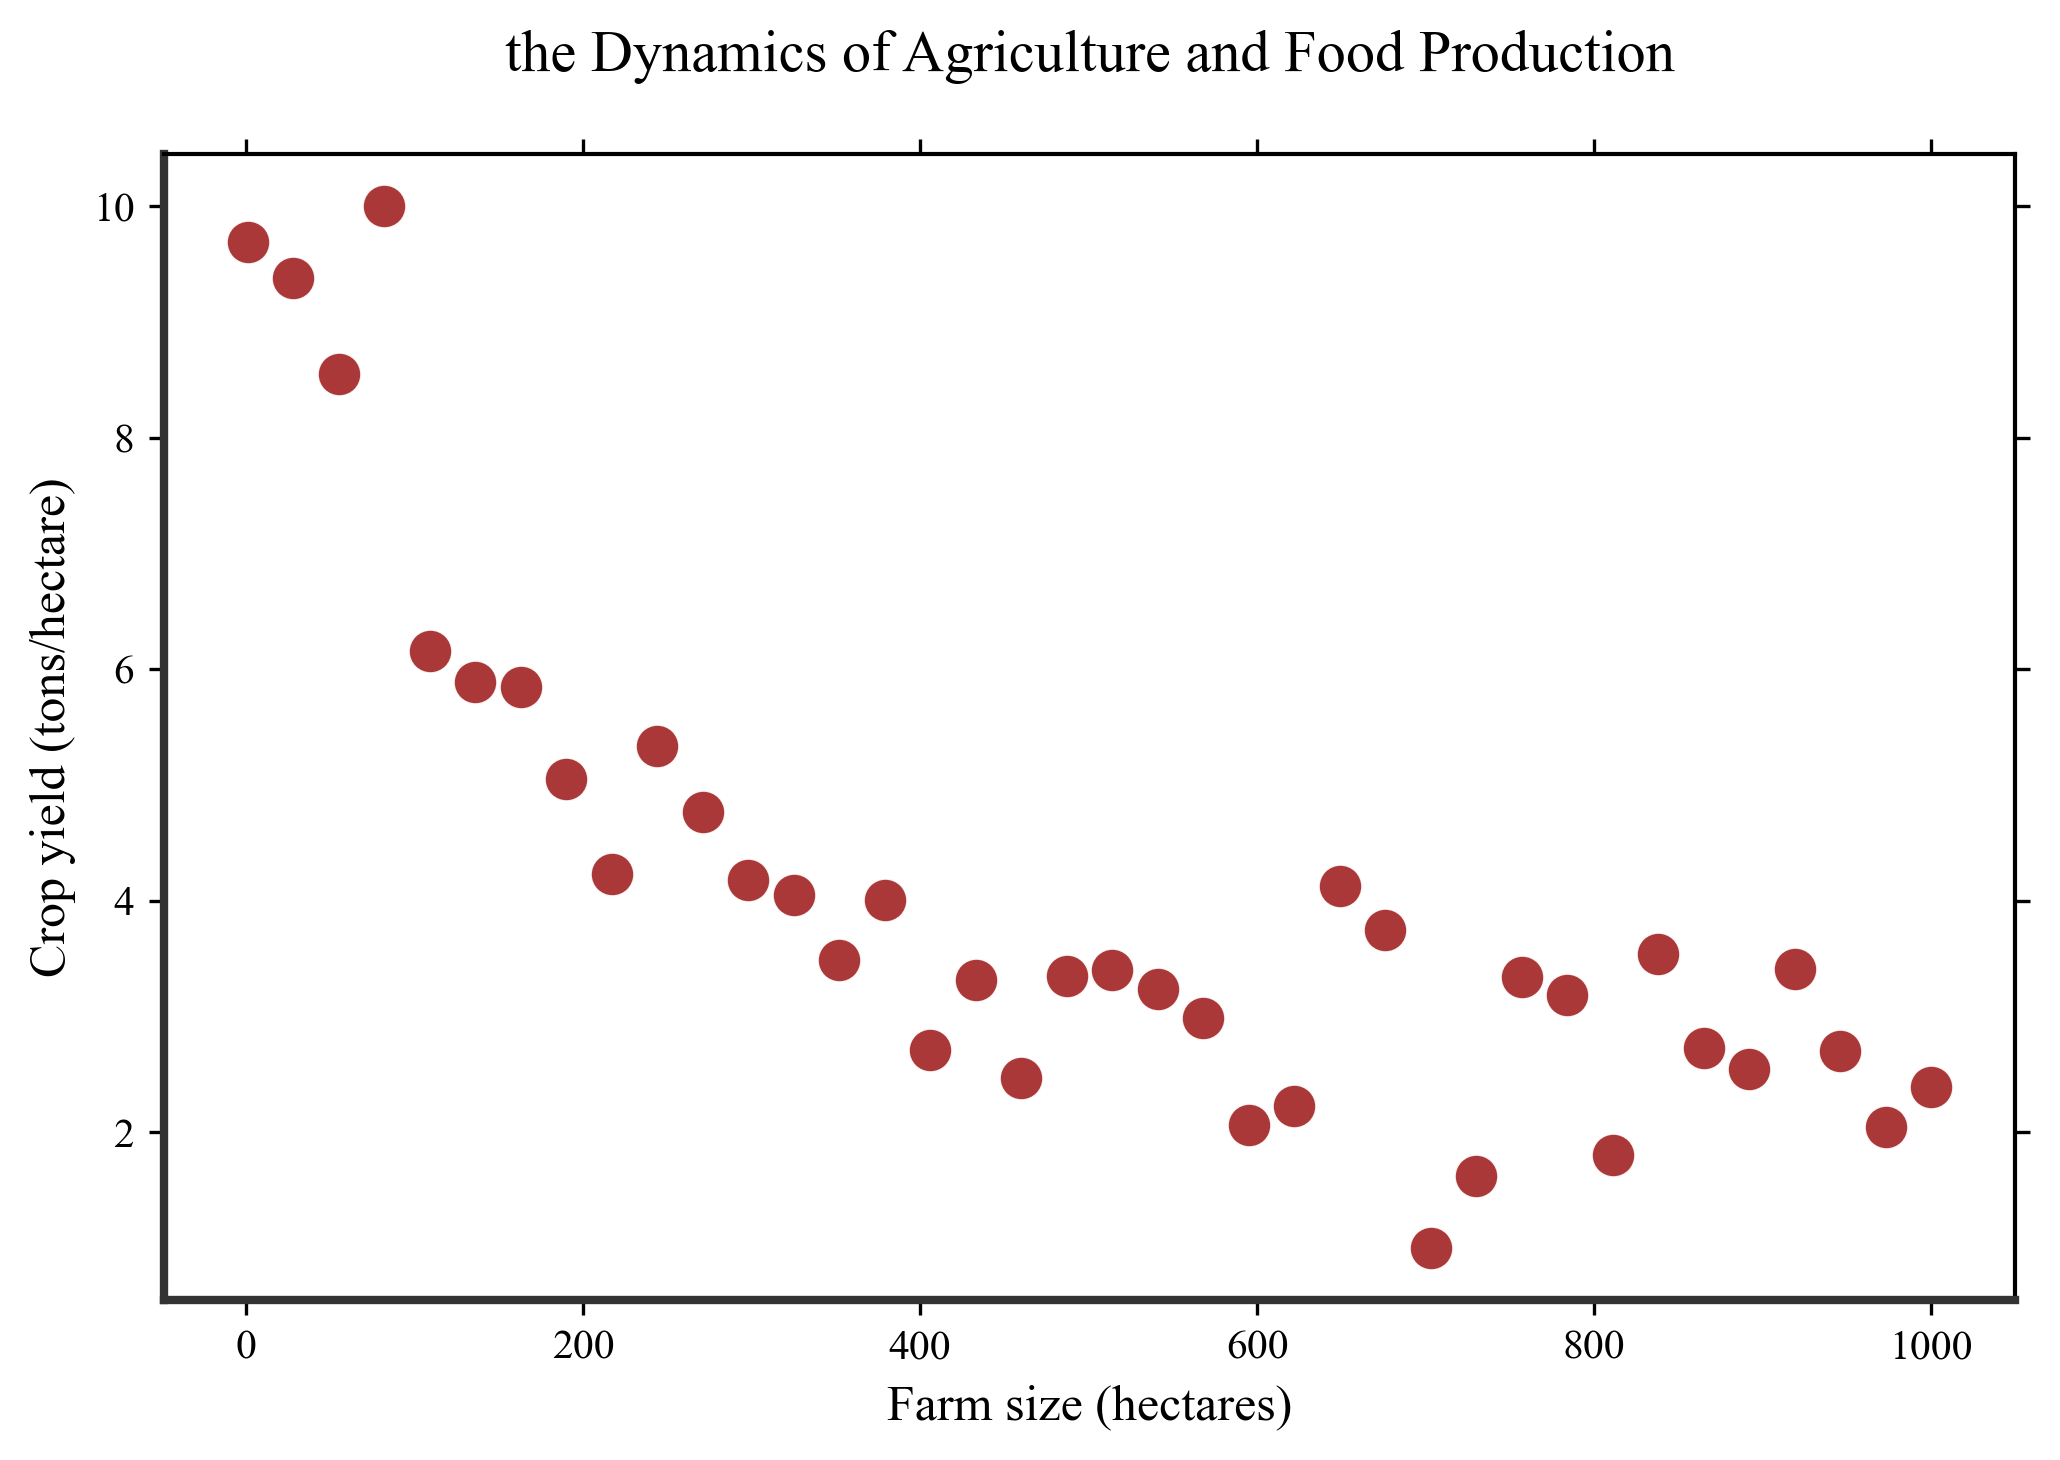 the Dynamics of Agriculture and Food Production
10
8
6
4
2
Crop yield (tons/hectare)
0 200 400 600 800 1000
Farm size (hectares)